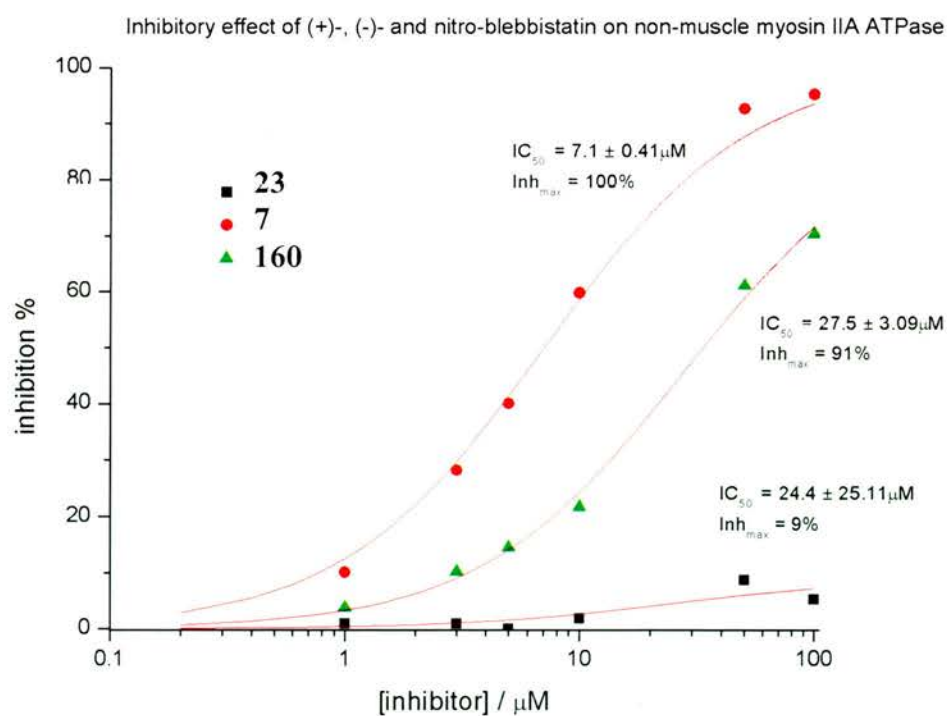 Inhibitory effect of (+)-, (-)- and nitro-blebbistatin on non-muscle myosin IIA ATPase
100
80
60
40
20
0
inhibition %
23
7
160
IC50 = 7.1 ± 0.41μM
Inhmax = 100%
IC50 = 27.5 ± 3.09μM
Inhmax = 91%
IC50 = 24.4 ± 25.11μM
Inhmax = 9%
0.1 1 10 100
[inhibitor] / μM